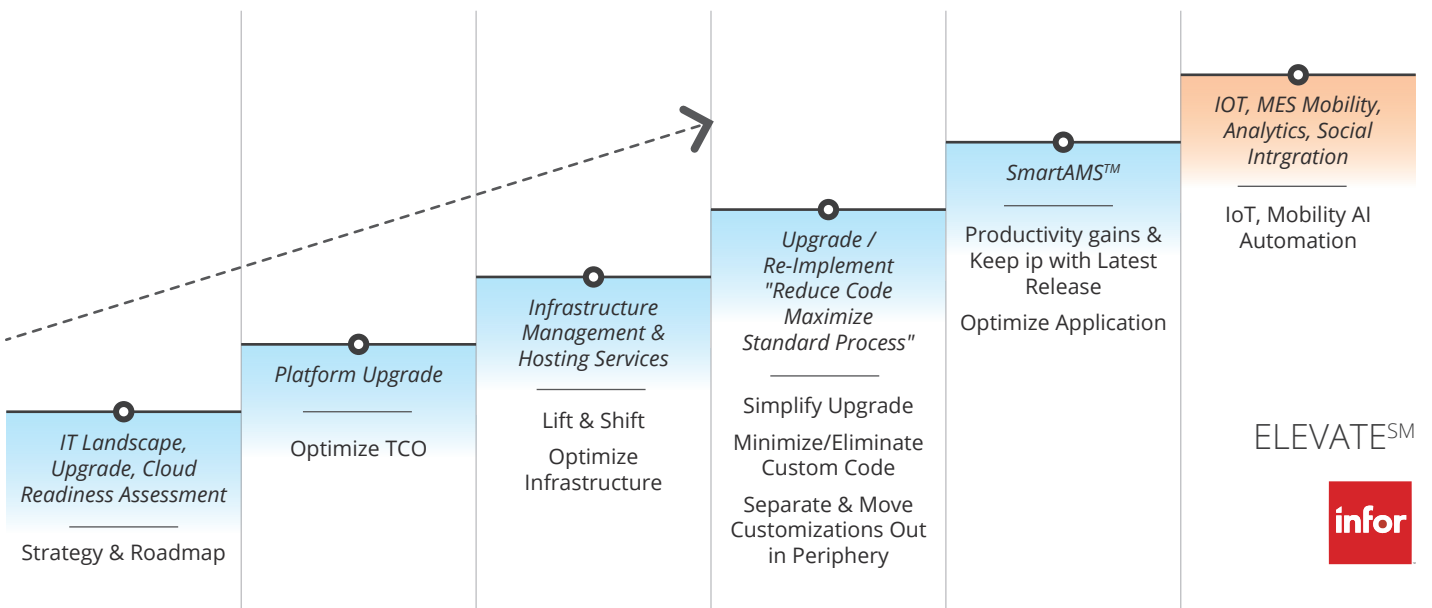 IT Landscape,
Upgrade, Cloud
Readiness Assessment
Strategy & Roadmap
Platform Upgrade
Optimize TCO
Infrastructure
Management &
Hosting Services
Lift & Shift
Optimize
Infrastructure
Upgrade /
Re-Implement
"Reduce Code
Maximize
Standard Process"
Simplify Upgrade
Minimize/Eliminate
Custom Code
Separate & Move
Customizations Out
in Periphery
SmartAMS™
Productivity gains &
Keep ip with Latest
Release
Optimize Application
IOT, MES Mobility,
Analytics, Social
Intrgration
IoT, Mobility AI
Automation
ELEVATE℠
infor